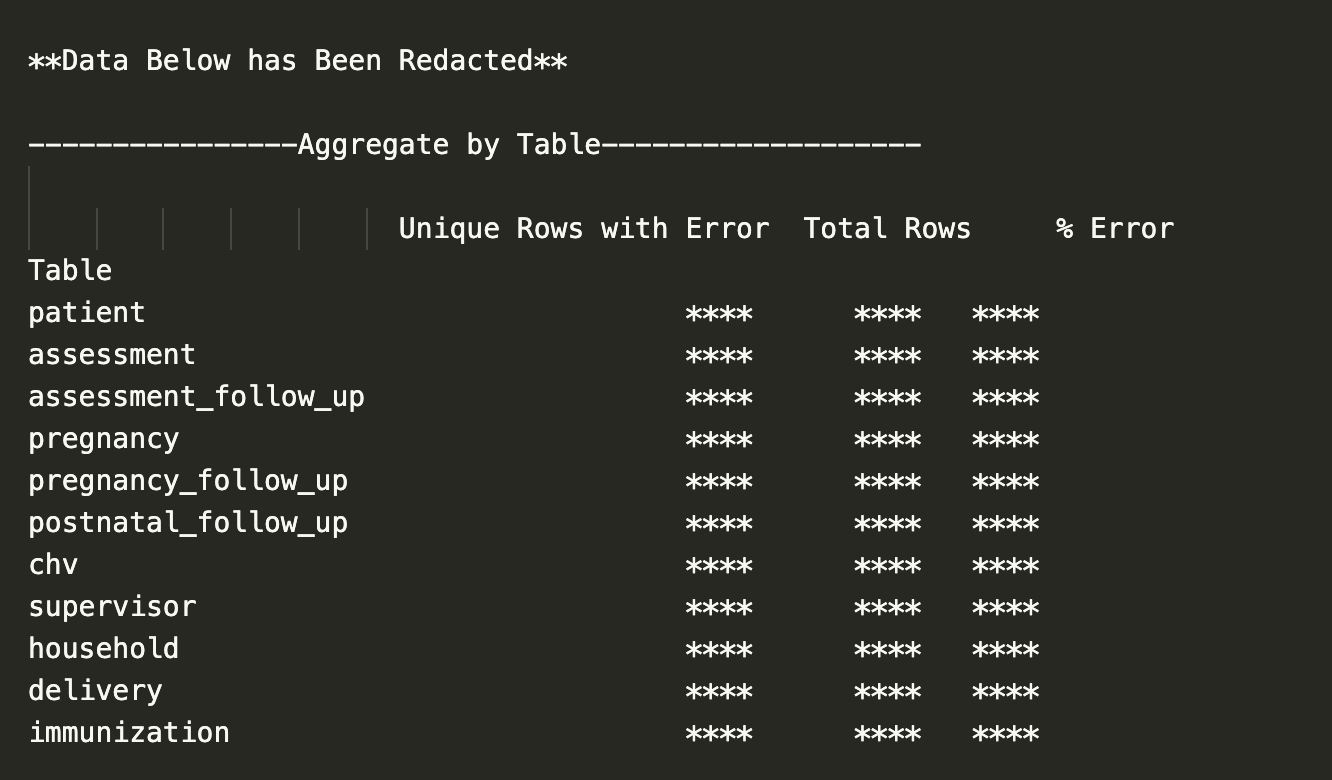 **Data Below has Been Redacted**
----------------Aggregate by Table-------------------
Unique Rows with Error  Total Rows     % Error
Table
patient                                **** **** ****
assessment                             **** **** ****
assessment_follow_up                   **** **** ****
pregnancy                              **** **** ****
pregnancy_follow_up                    **** **** ****
postnatal_follow_up                    **** **** ****
chv                                    **** **** ****
supervisor                             **** **** ****
household                              **** **** ****
delivery                               **** **** ****
immunization                           **** **** ****